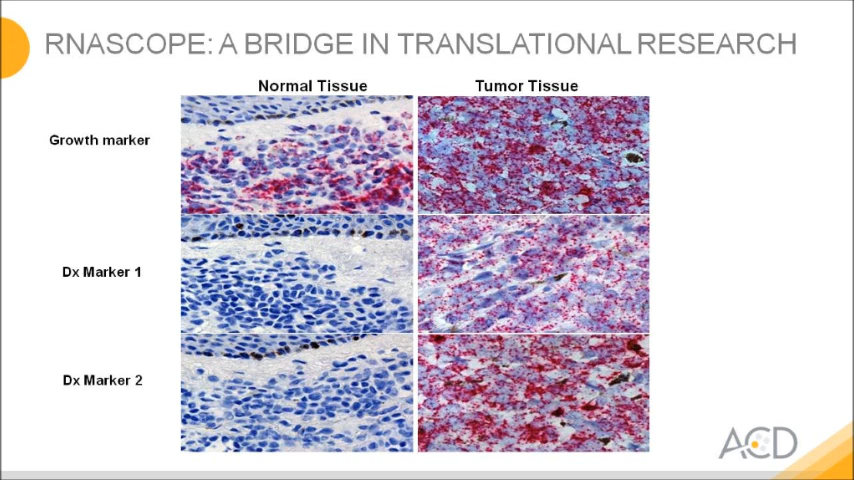 RNASCOPE: A BRIDGE IN TRANSLATIONAL RESEARCH
Normal Tissue
Tumor Tissue
Growth marker
Dx Marker 1
Dx Marker 2
ACD